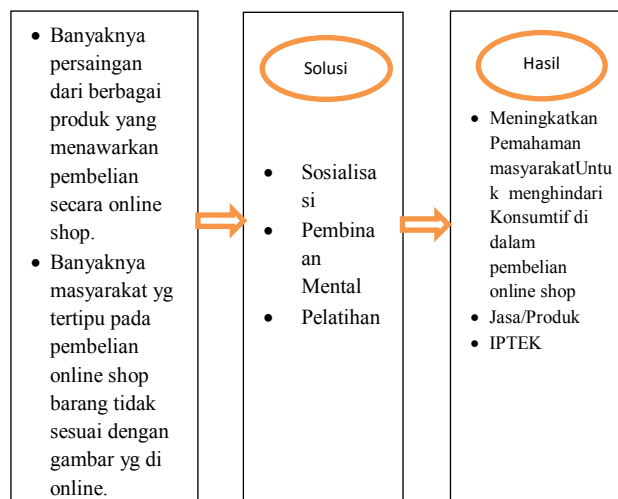 • Banyaknya
persaingan
dari berbagai
produk yang
menawarkan
pembelian
secara online
shop.
• Banyaknya
masyarakat yg
tertipu pada
pembelian
online shop
barang tidak
sesuai dengan
gambar yg di
online.
Solusi
• Sosialisa
si
• Pembina
an
Mental
• Pelatihan
Hasil
• Meningkatkan
Pemahaman
masyarakatUntu
k menghindari
Konsumtif di
dalam
pembelian
online shop
• Jasa/Produk
• IPTEK